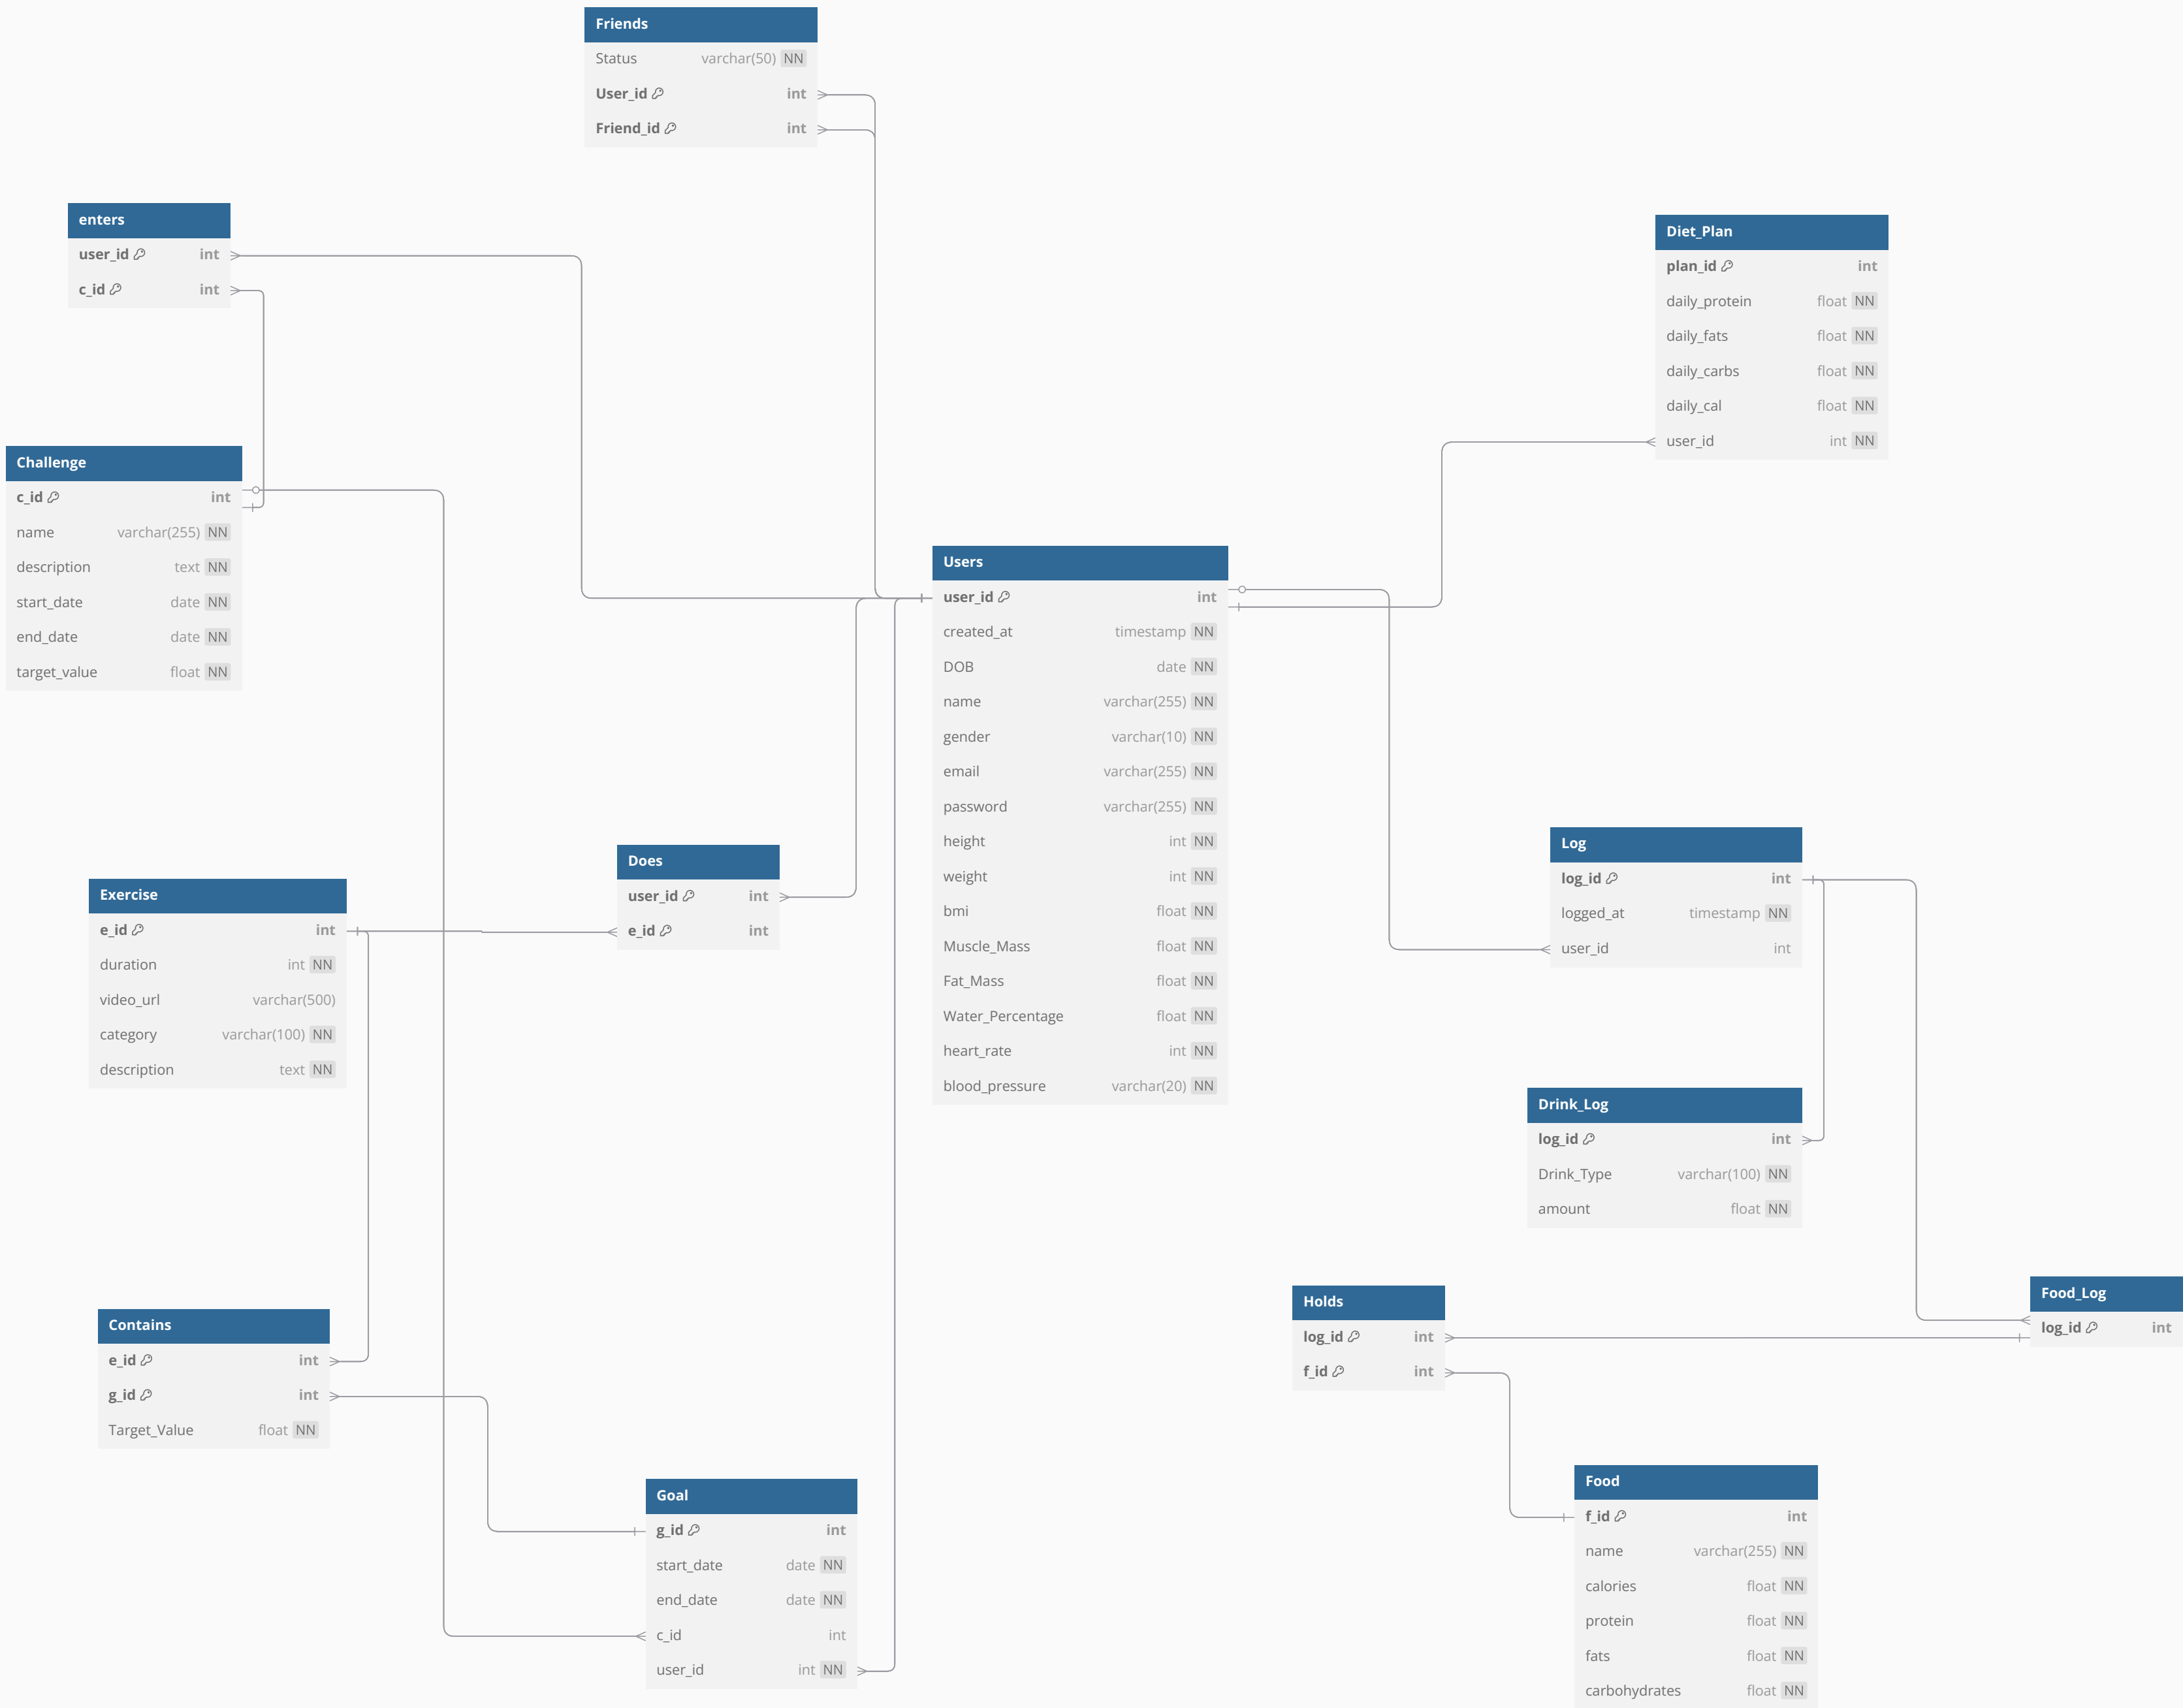 Friends
Status varchar(50) NN
User_id int
Friend_id int
enters
user_id int
c_id int
Diet_Plan
plan_id int
daily_protein float NN
daily_fats float NN
daily_carbs float NN
daily_cal float NN
user_id int NN
Challenge
c_id int
name varchar(255) NN
description text NN
start_date date NN
end_date date NN
target_value float NN
Users
user_id int
created_at timestamp NN
DOB date NN
name varchar(255) NN
gender varchar(10) NN
email varchar(255) NN
password varchar(255) NN
height int NN
weight int NN
bmi float NN
Muscle_Mass float NN
Fat_Mass float NN
Water_Percentage float NN
heart_rate int NN
blood_pressure varchar(20) NN
Does
user_id int
e_id int
Log
log_id int
logged_at timestamp NN
user_id int
Exercise
e_id int
duration int NN
video_url varchar(500)
category varchar(100) NN
description text NN
Drink_Log
log_id int
Drink_Type varchar(100) NN
amount float NN
Holds
log_id int
f_id int
Food_Log
log_id int
Contains
e_id int
g_id int
Target_Value float NN
Goal
g_id int
start_date date NN
end_date date NN
c_id int
user_id int NN
Food
f_id int
name varchar(255) NN
calories float NN
protein float NN
fats float NN
carbohydrates float NN